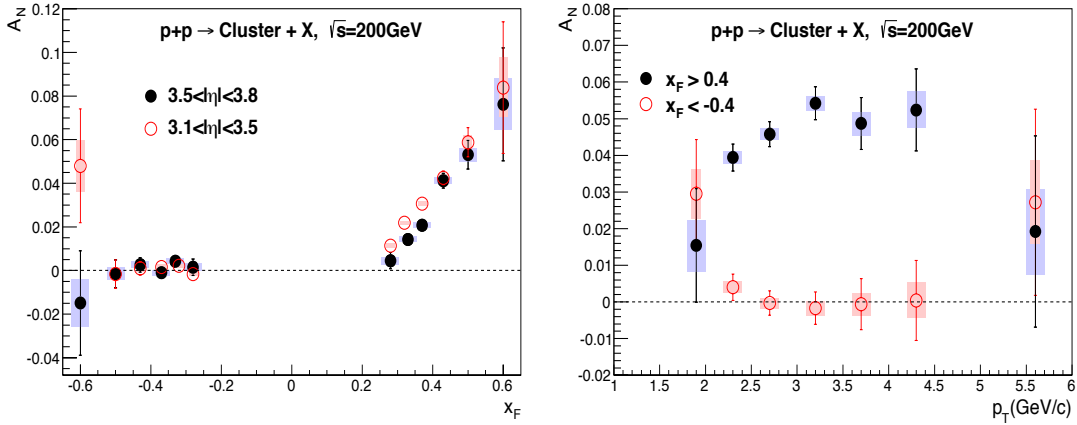 A_N
p+p → Cluster + X, √s=200GeV
3.5<|η|<3.8
3.1<|η|<3.5
0.12
0.1
0.08
0.06
0.04
0.02
0
-0.02
-0.04
-0.6 -0.4 -0.2 0 0.2 0.4 0.6
x_F
A_N
p+p → Cluster + X, √s=200GeV
x_F > 0.4
x_F < -0.4
0.08
0.07
0.06
0.05
0.04
0.03
0.02
0.01
0
-0.01
-0.02
1 1.5 2 2.5 3 3.5 4 4.5 5 5.5 6
p_T(GeV/c)